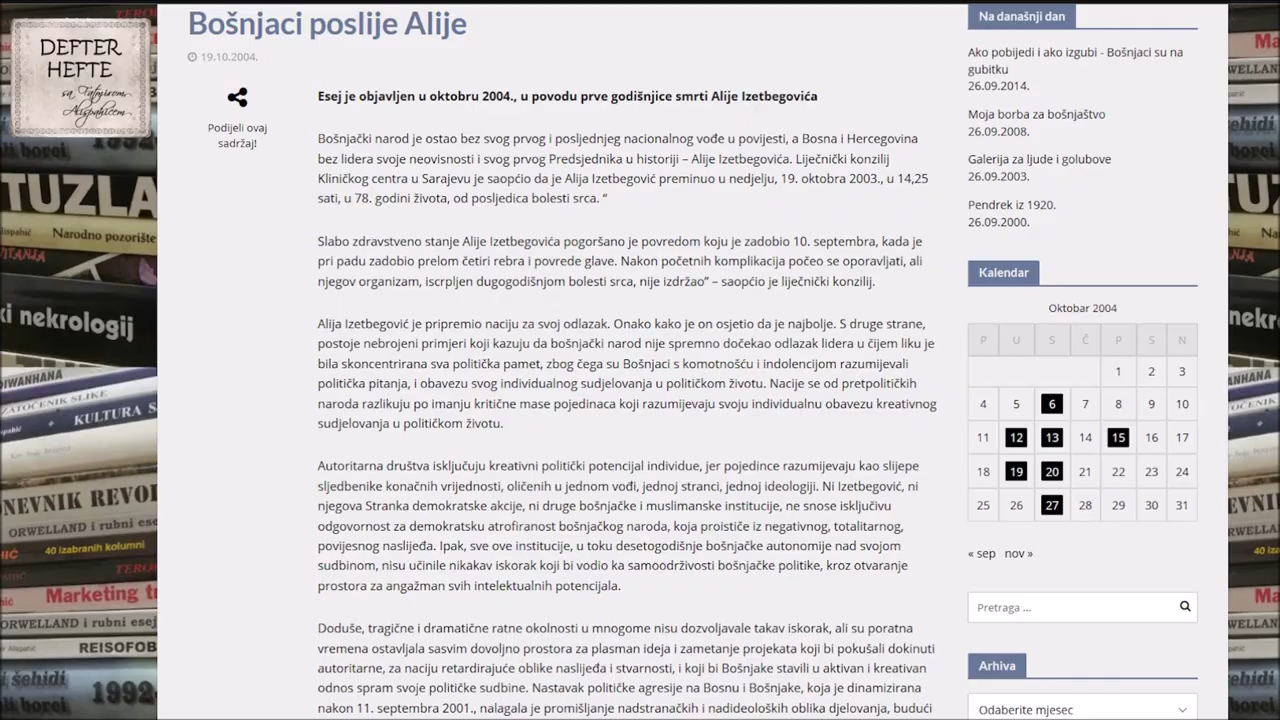 Bošnjaci poslije Alije
19.10.2004.
Podijeli ovaj
sadržaj!
Esej je objavljen u oktobru 2004., u povodu prve godišnjice smrti Alije Izetbegovića
Bošnjački narod je ostao bez svog prvog i posljednjeg nacionalnog vođe u povijesti, a Bosna i Hercegovina
bez lidera svoje neovisnosti i svog prvog Predsjednika u historiji – Alije Izetbegovića. Liječnički konzilij
Kliničkog centra u Sarajevu je saopćio da je Alija Izetbegović preminuo u nedjelju, 19. oktobra 2003., u 14,25
sati, u 78. godini života, od posljedica bolesti srca. “
Slabo zdravstveno stanje Alije Izetbegovića pogoršano je povredom koju je zadobio 10. septembra, kada je
pri padu zadobio prelom četiri rebra i povrede glave. Nakon početnih komplikacija počeo se oporavljati, ali
njegov organizam, iscrpljen dugogodišnjom bolesti srca, nije izdržao“ – saopćio je liječnički konzilij.
Alija Izetbegović je pripremio naciju za svoj odlazak. Onako kako je on osjetio da je najbolje. S druge strane,
postoje nebrojeni primjeri koji kazuju da bošnjački narod nije spremno dočekao odlazak lidera u čijem liku je
bila skoncentrirana sva politička pamet, zbog čega su Bošnjaci s komotnošću i indolencijom razumijevali
politička pitanja, i obavezu svog individualnog sudjelovanja u političkom životu. Nacije se od pretpolitičkih
naroda razlikuju po imanju kritične mase pojedinaca koji razumijevaju svoju individualnu obavezu kreativnog
sudjelovanja u političkom životu.
Autoritarna društva isključuju kreativni politički potencijal individue, jer pojedince razumijevaju kao slijepe
sljedbenike konačnih vrijednosti, oličenih u jednom vođi, jednoj stranci, jednoj ideologiji. Ni Izetbegović, ni
njegova Stranka demokratske akcije, ni druge bošnjačke i muslimanske institucije, ne snose isključivu
odgovornost za demokratsku atrofiranost bošnjačkog naroda, koja proističe iz negativnog, totalitarnog,
povijesnog naslijeđa. Ipak, sve ove institucije, u toku desetogodišnje bošnjačke autonomije nad svojom
sudbinom, nisu učinile nikakav iskorak koji bi vodio ka samoodrživosti bošnjačke politike, kroz otvaranje
prostora za angažman svih intelektualnih potencijala.
Doduše, tragične i dramatične ratne okolnosti u mnogome nisu dozvoljavale takav iskorak, ali su poratna
vremena ostavljala sasvim dovoljno prostora za plasman ideja i zametanje projekata koji bi pokušali dokinuti
autoritarne, za naciju retardirajuće oblike naslijeđa i stvarnosti, i koji bi Bošnjake stavili u aktivan i kreativan
odnos spram svoje političke sudbine. Nastavak političke agresije na Bosnu i Bošnjake, koja je dinamizirana
nakon 11. septembra 2001., nalagala je promišljanje nadstranačkih i nadideoloških oblika djelovanja, budući
Na današnji dan
Ako pobijedi i ako izgubi - Bošnjaci su na
gubitku
26.09.2014.
Moja borba za bošnjaštvo
26.09.2008.
Galerija za ljude i golubove
26.09.2003.
Pendrek iz 1920.
26.09.2000.
Kalendar
Oktobar 2004
P U S Č P S N
1 2 3
4 5 6 7 8 9 10
11 12 13 14 15 16 17
18 19 20 21 22 23 24
25 26 27 28 29 30 31
« sep nov »
Pretraga ...
Arhiva
Odaberite mjesec
DEFTER
HEFTE
sa Fatmirom
Alispahićem
TUZLA
Narodno pozorište
ki nekrologij
KULTURA S
DNEVNIK REVOL
ORWELLAND i rubni ese
40 izabranih kolumni
Marketing t
ORWELLAND i rubni esej
REISOFOB
šehidi
1992